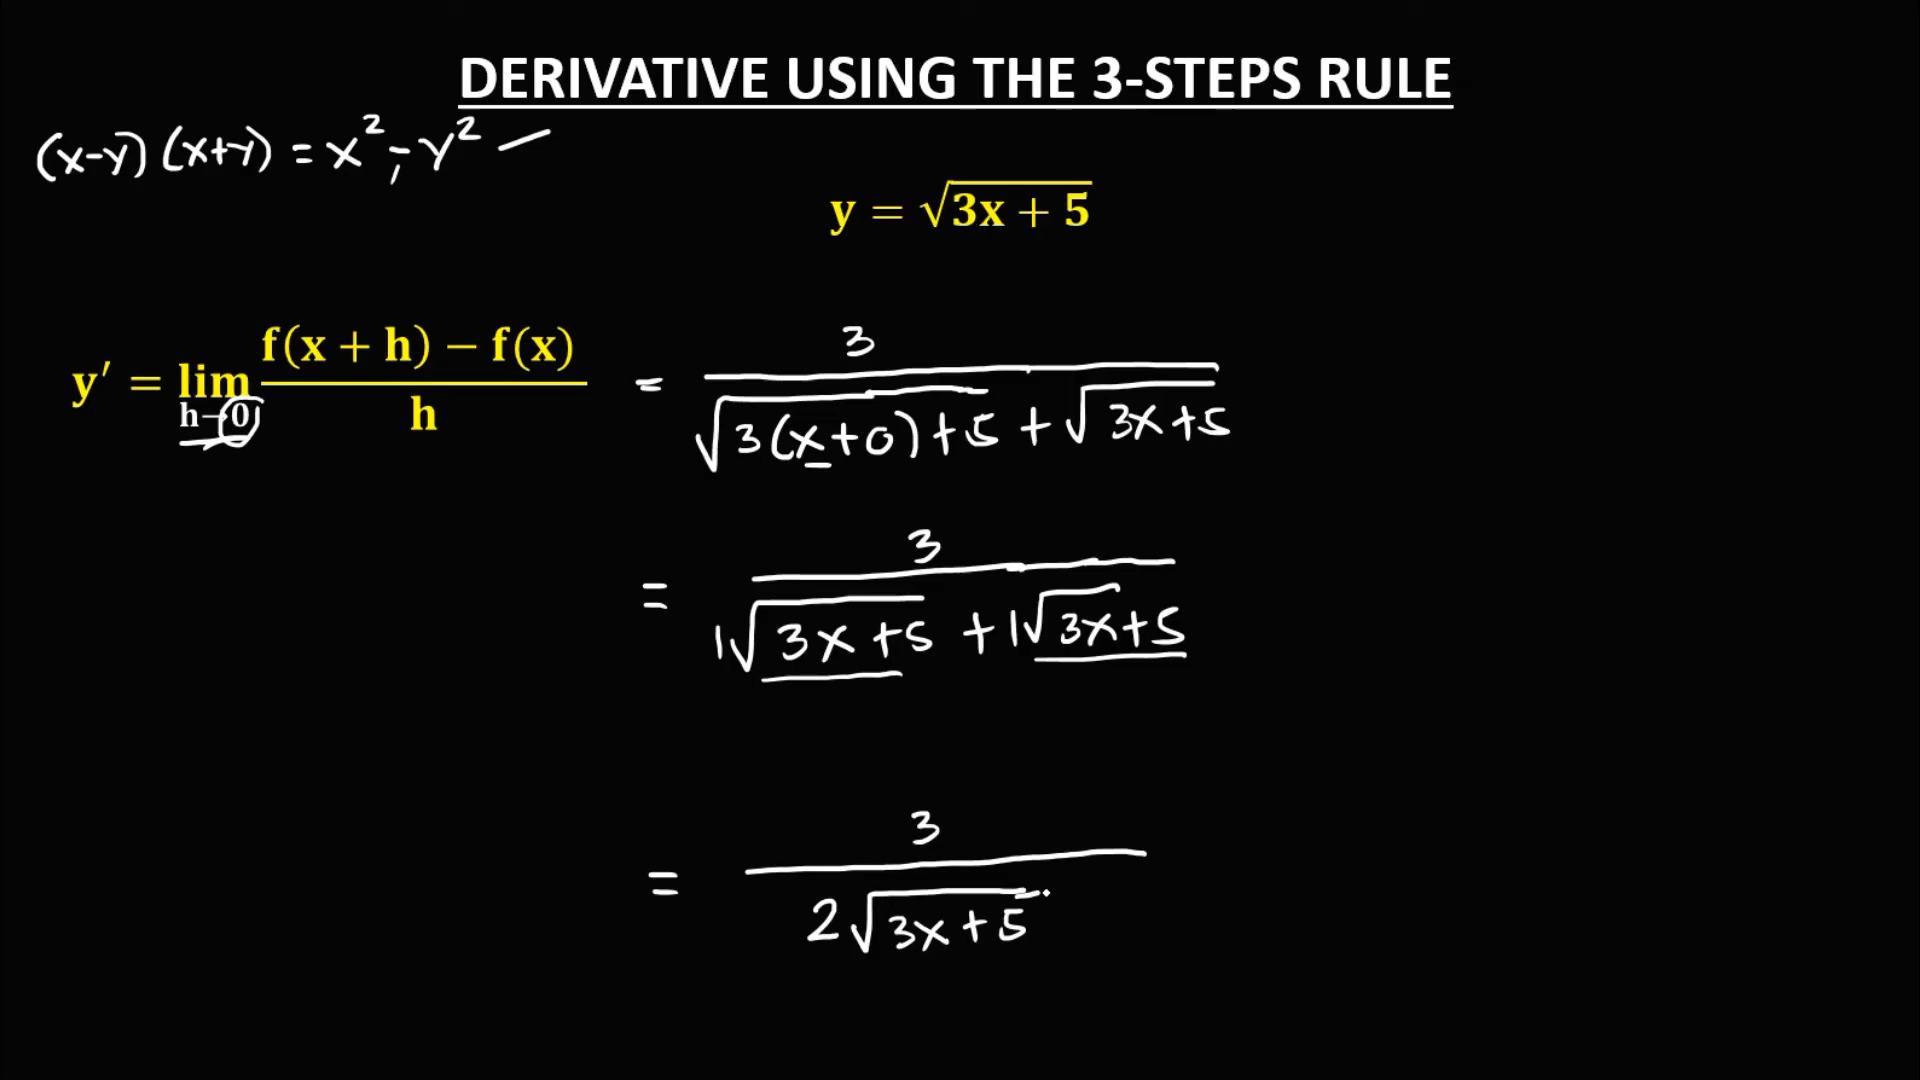 DERIVATIVE USING THE 3-STEPS RULE
(x-y) (x+y) = x² - y²
y = √(3x + 5)
y′ = lim h→0 (f(x + h) − f(x)) / h = 3 / (√(3(x+0)+5) + √(3x+5))
= 3 / (1√(3x+5) + 1√(3x+5))
= 3 / (2√(3x+5))